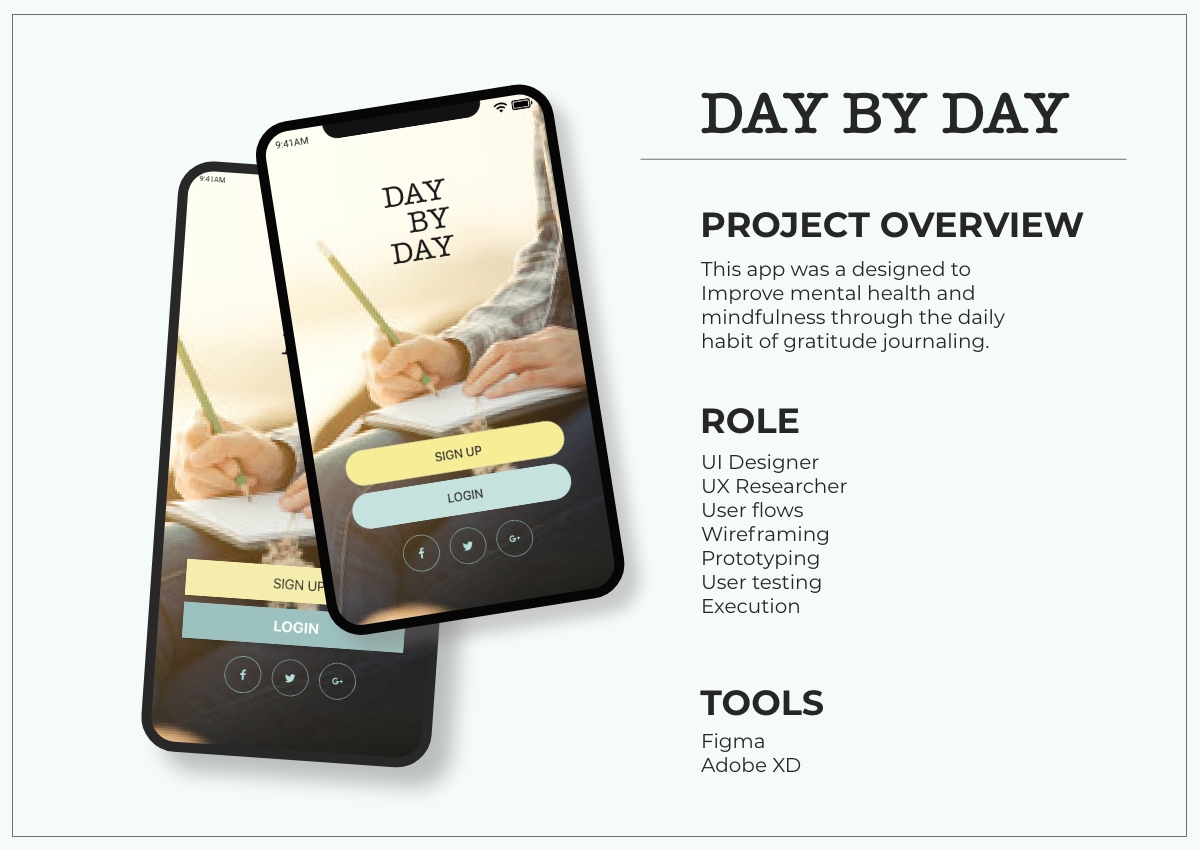 9:41AM
DAY
BY
DAY
SIGN UP
LOGIN
f
G+
9:41AM
SIGN UP
LOGIN
f
G+
DAY BY DAY
PROJECT OVERVIEW
This app was a designed to
Improve mental health and
mindfulness through the daily
habit of gratitude journaling.
ROLE
UI Designer
UX Researcher
User flows
Wireframing
Prototyping
User testing
Execution
TOOLS
Figma
Adobe XD